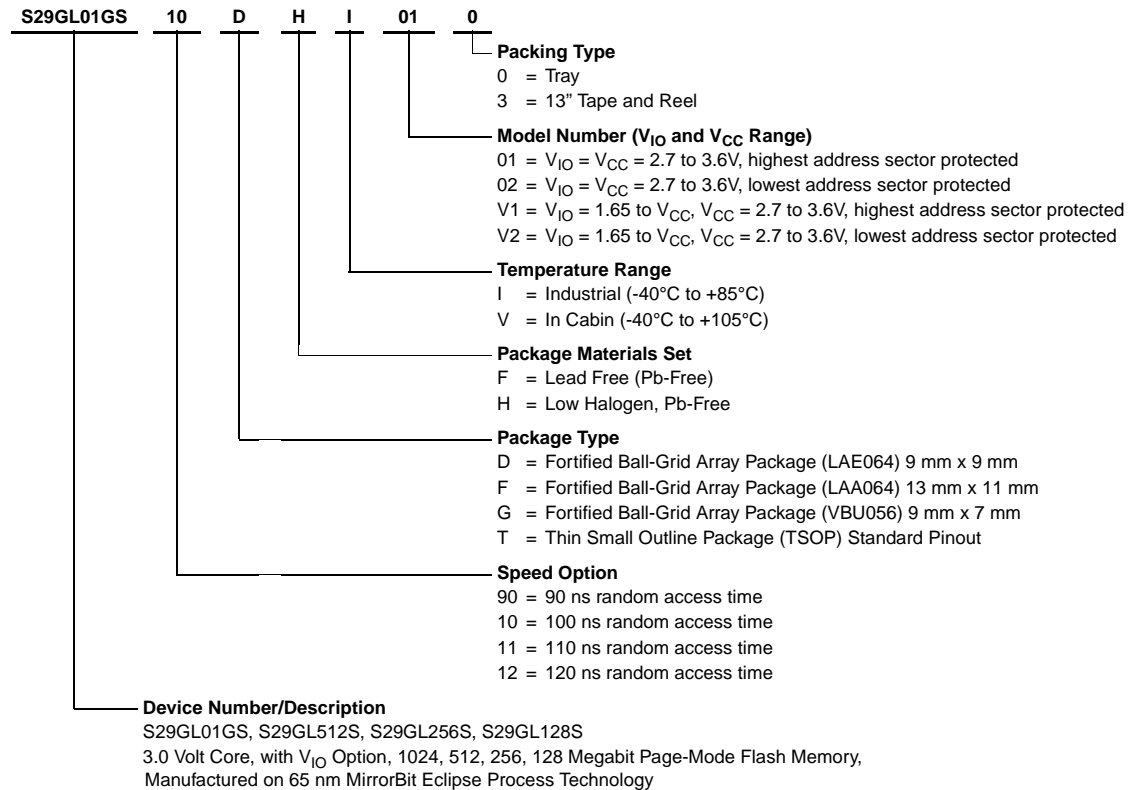 S29GL01GS 10 D H I 01 0
Packing Type
0 = Tray
3 = 13” Tape and Reel
Model Number (VIO and VCC Range)
01 = VIO = VCC = 2.7 to 3.6V, highest address sector protected
02 = VIO = VCC = 2.7 to 3.6V, lowest address sector protected
V1 = VIO = 1.65 to VCC, VCC = 2.7 to 3.6V, highest address sector protected
V2 = VIO = 1.65 to VCC, VCC = 2.7 to 3.6V, lowest address sector protected
Temperature Range
I = Industrial (-40°C to +85°C)
V = In Cabin (-40°C to +105°C)
Package Materials Set
F = Lead Free (Pb-Free)
H = Low Halogen, Pb-Free
Package Type
D = Fortified Ball-Grid Array Package (LAE064) 9 mm x 9 mm
F = Fortified Ball-Grid Array Package (LAA064) 13 mm x 11 mm
G = Fortified Ball-Grid Array Package (VBU056) 9 mm x 7 mm
T = Thin Small Outline Package (TSOP) Standard Pinout
Speed Option
90 = 90 ns random access time
10 = 100 ns random access time
11 = 110 ns random access time
12 = 120 ns random access time
Device Number/Description
S29GL01GS, S29GL512S, S29GL256S, S29GL128S
3.0 Volt Core, with VIO Option, 1024, 512, 256, 128 Megabit Page-Mode Flash Memory,
Manufactured on 65 nm MirrorBit Eclipse Process Technology